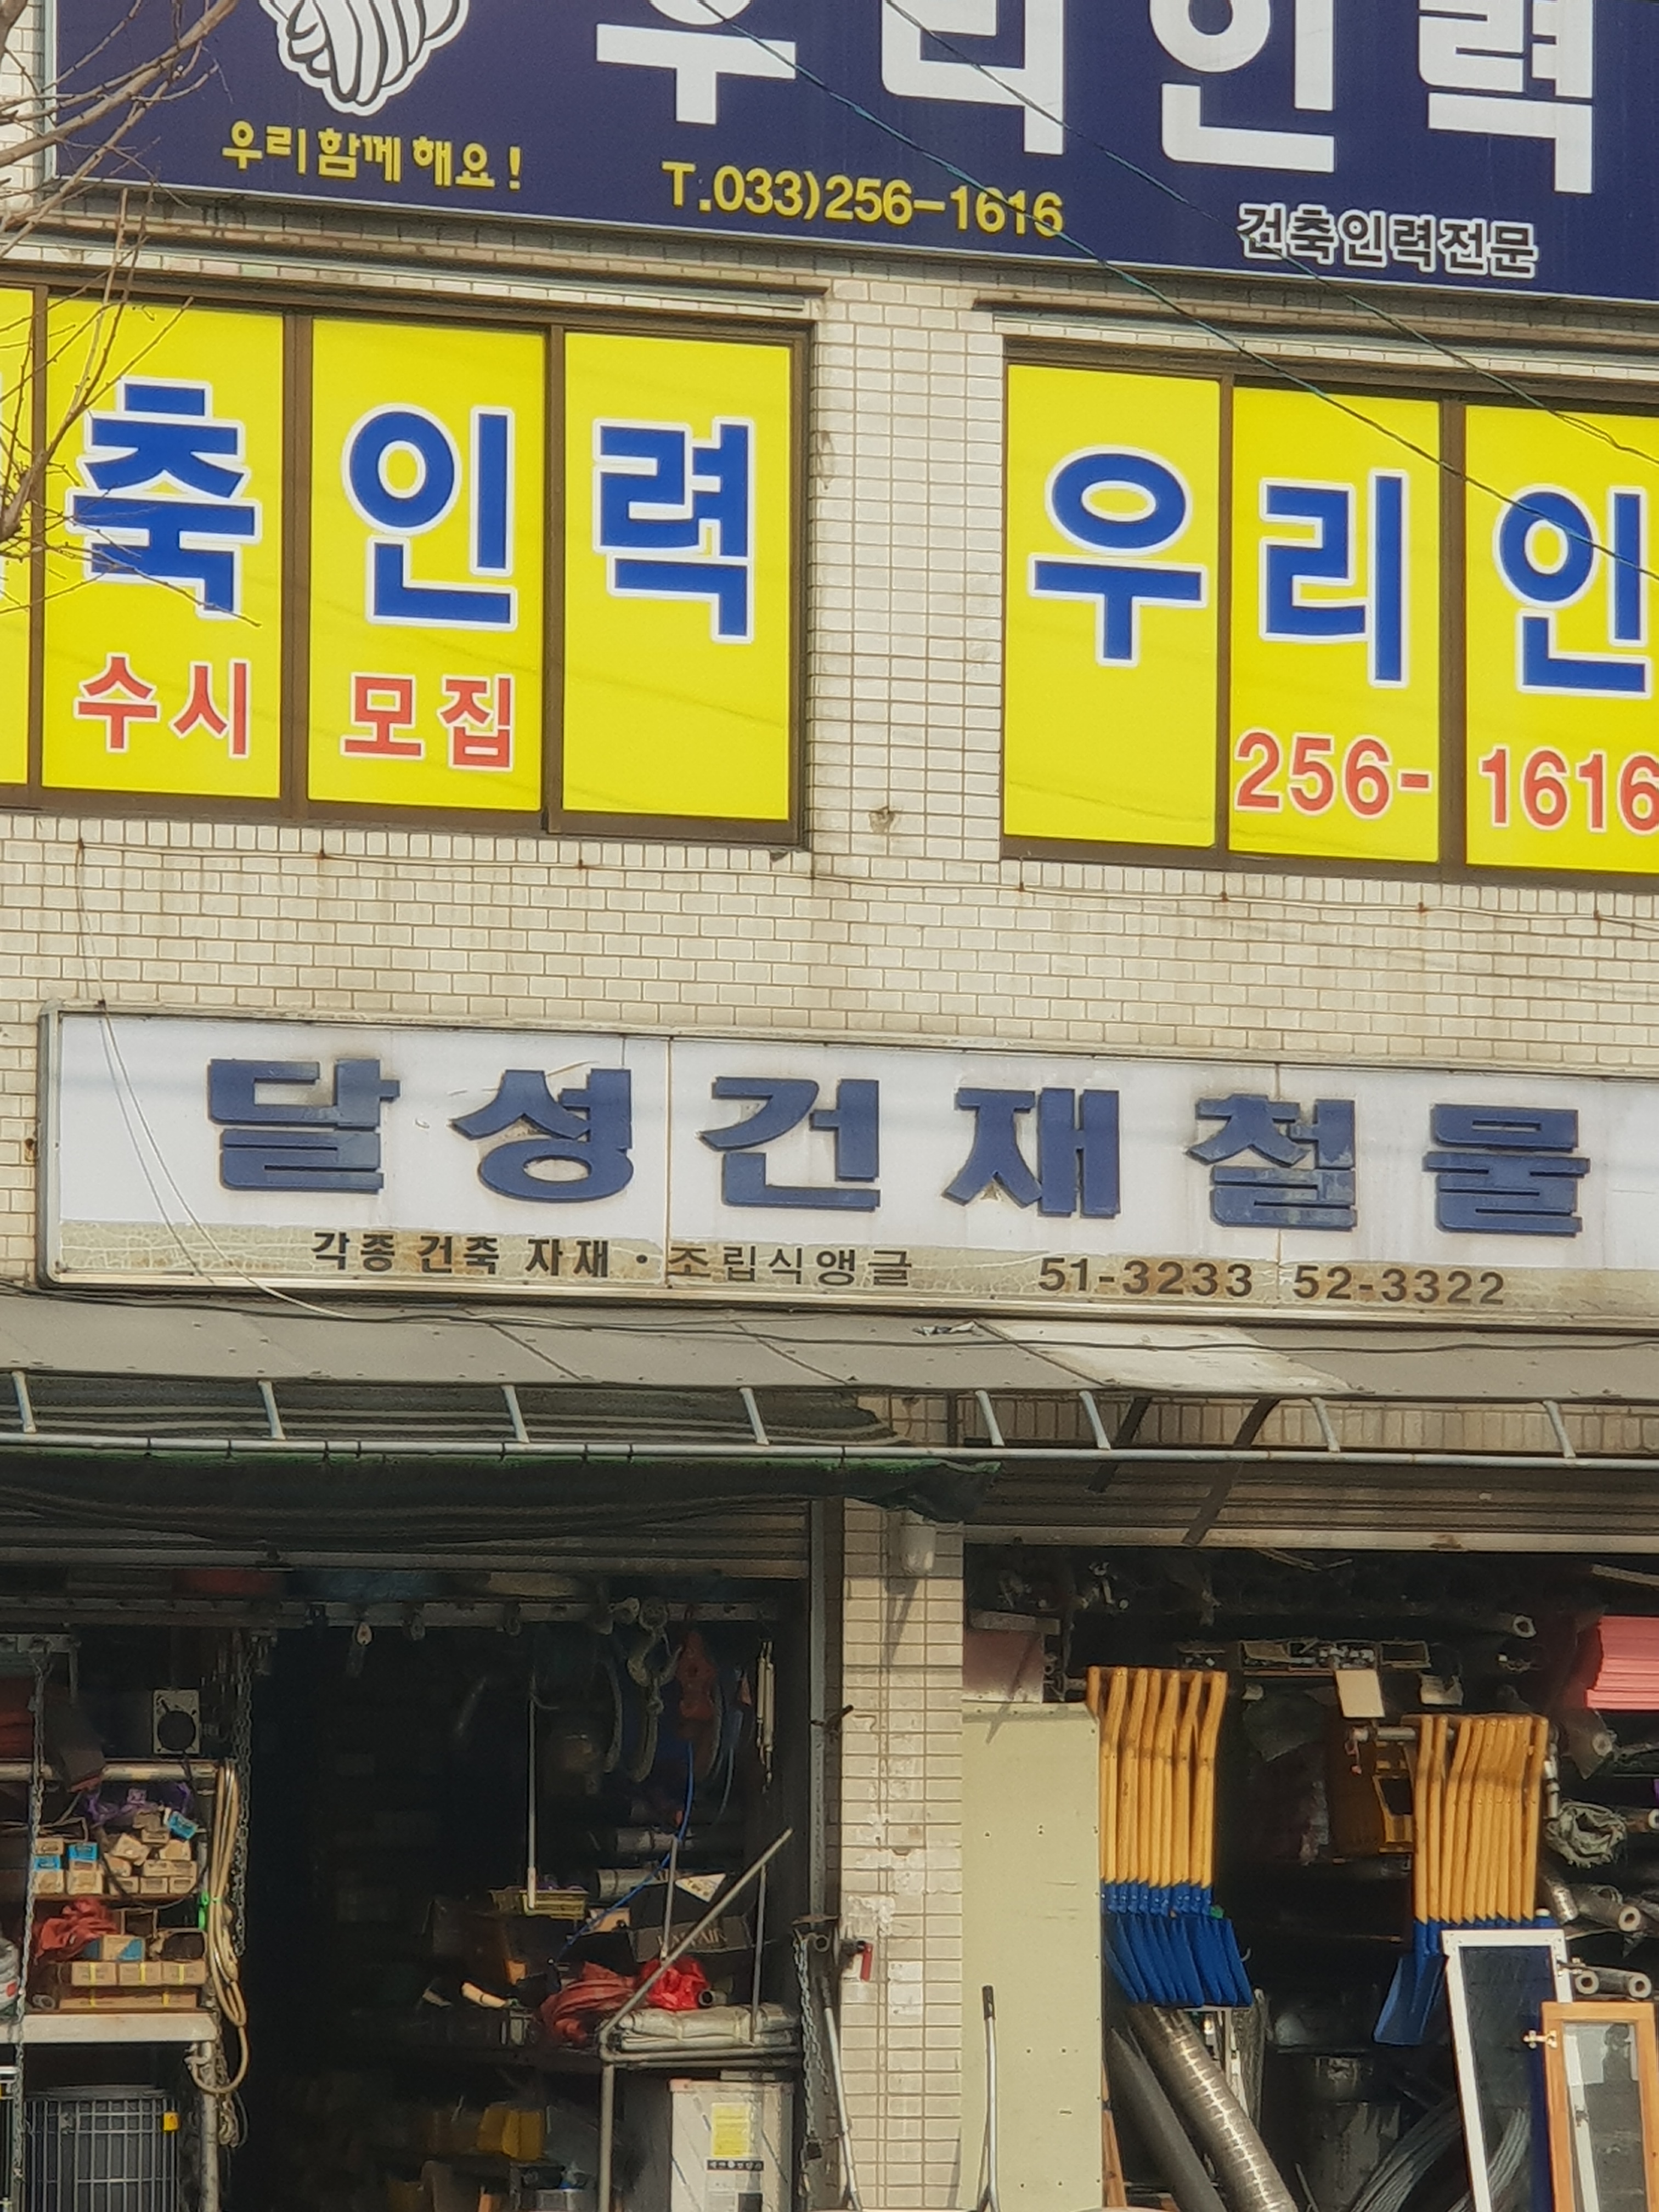 우리인력
우리함께해요!
T.033)256-1616
건축인력전문
축인력
수시 모집
우리인
256-1616
달성건재철물
각종 건축 자재 · 조립식앵글 51-3233 52-3322